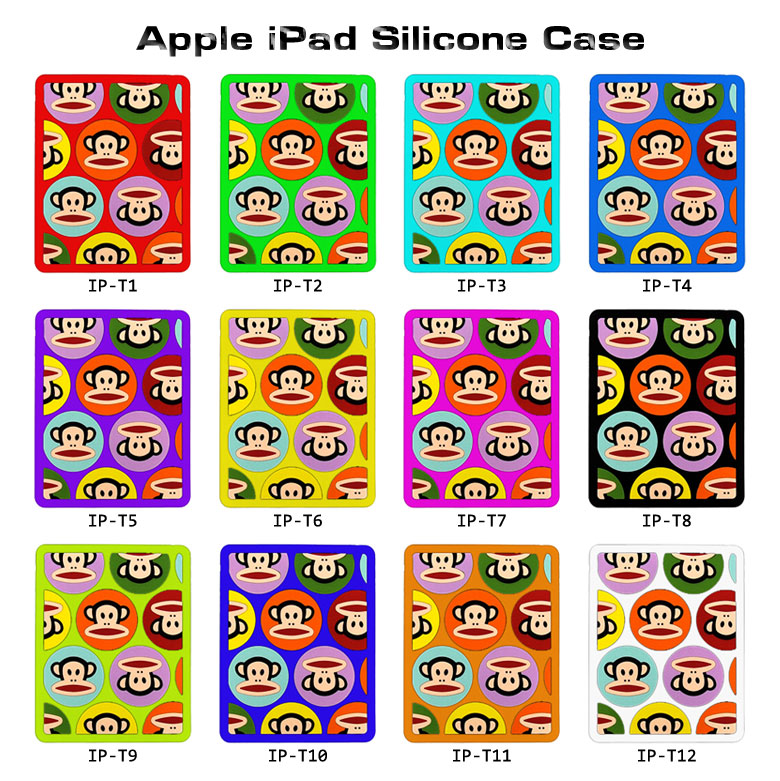 Apple iPad Silicone Case
IP-T1 IP-T2 IP-T3 IP-T4
IP-T5 IP-T6 IP-T7 IP-T8
IP-T9 IP-T10 IP-T11 IP-T12